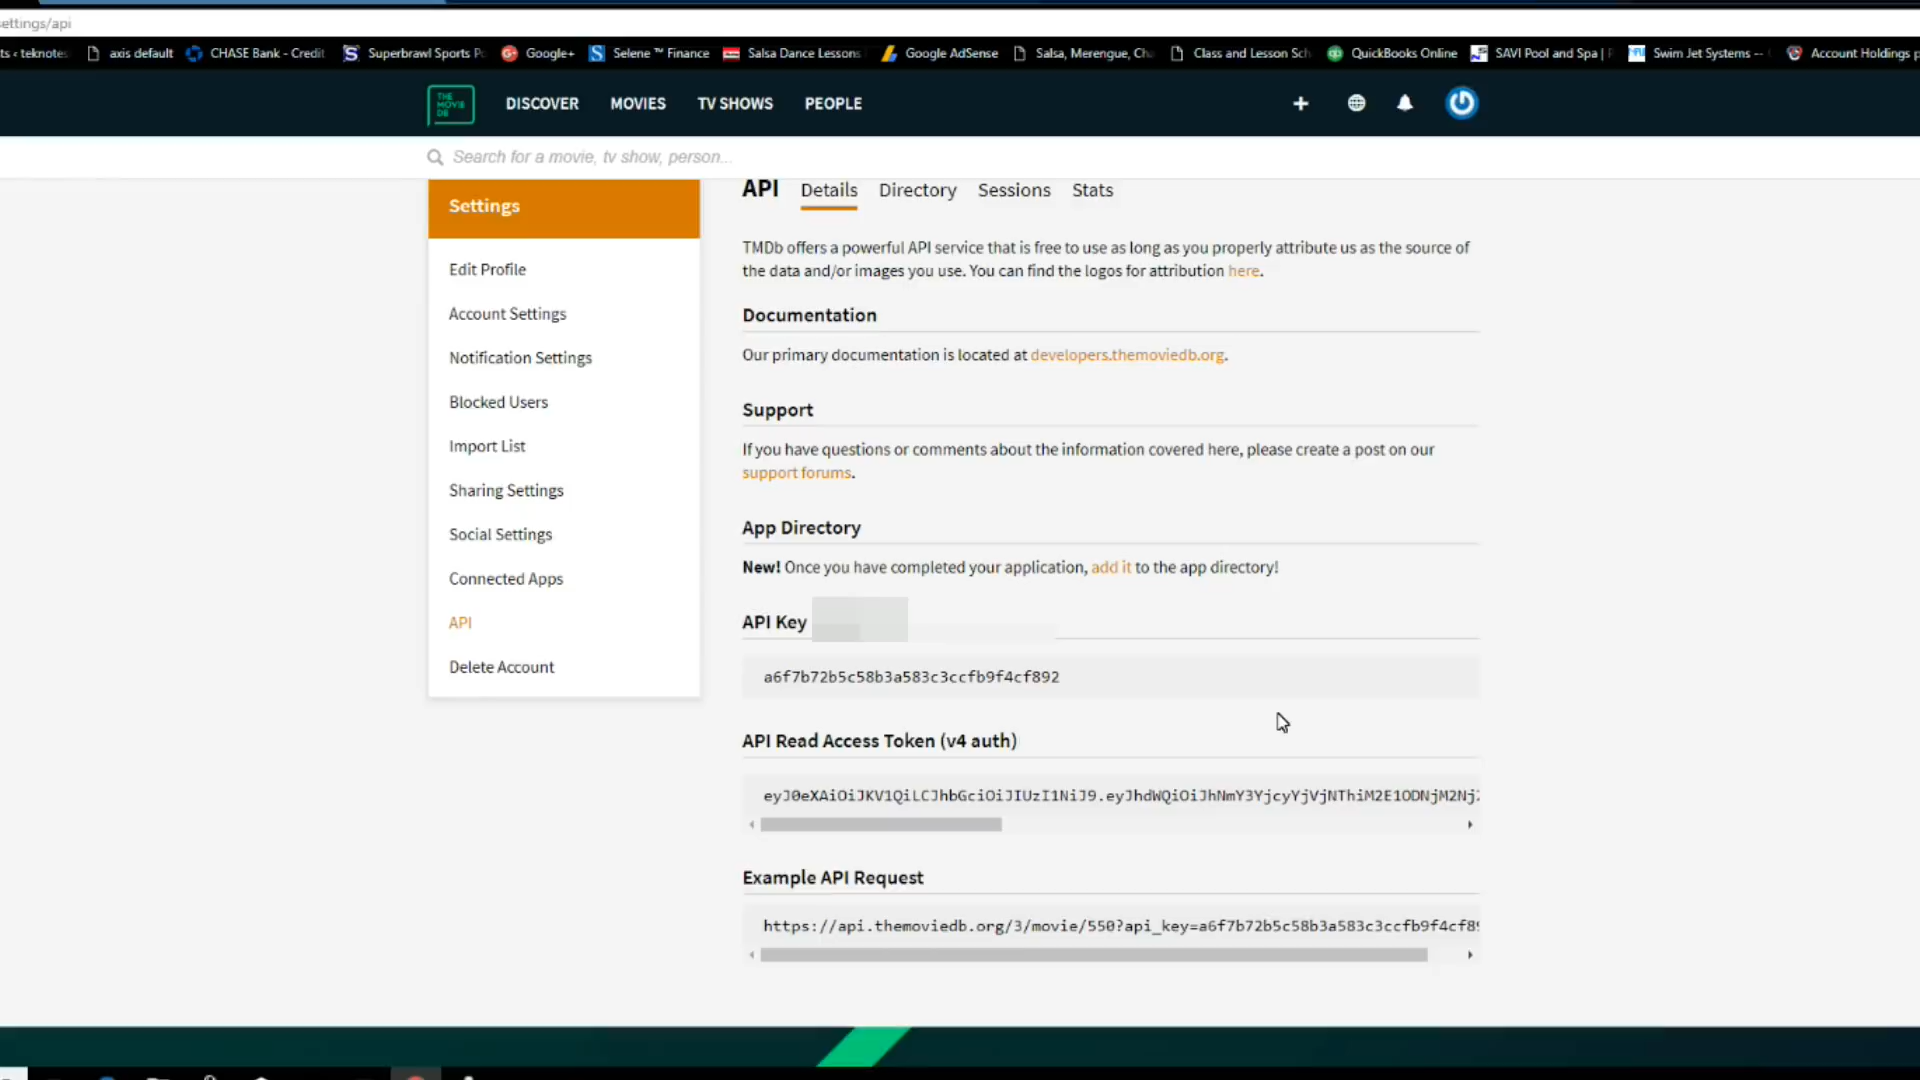 ettings/api
ts ‹ teknote
axis default
CHASE Bank - Credit
Superbrawl Sports P
Google+
Selene ™ Finance
Salsa Dance Lessons
Google AdSense
Salsa, Merengue, Ch
Class and Lesson Sch
QuickBooks Online
SAVI Pool and Spa |
Swim Jet Systems --
Account Holdings p
THE
MOVIE
DB
DISCOVER
MOVIES
TV SHOWS
PEOPLE
Search for a movie, tv show, person...
Settings
Edit Profile
Account Settings
Notification Settings
Blocked Users
Import List
Sharing Settings
Social Settings
Connected Apps
API
Delete Account
API Details Directory Sessions Stats
TMDb offers a powerful API service that is free to use as long as you properly attribute us as the source of
the data and/or images you use. You can find the logos for attribution here.
Documentation
Our primary documentation is located at developers.themoviedb.org.
Support
If you have questions or comments about the information covered here, please create a post on our
support forums.
App Directory
New! Once you have completed your application, add it to the app directory!
API Key
a6f7b72b5c58b3a583c3ccfb9f4cf892
API Read Access Token (v4 auth)
eyJ0eXAiOiJKV1QiLCJhbGciOiJIUzI1NiJ9.eyJhdWQiOiJhNmY3YjcyYjVjNThiM2E1ODNjM2Nj
Example API Request
https://api.themoviedb.org/3/movie/550?api_key=a6f7b72b5c58b3a583c3ccfb9f4cf8